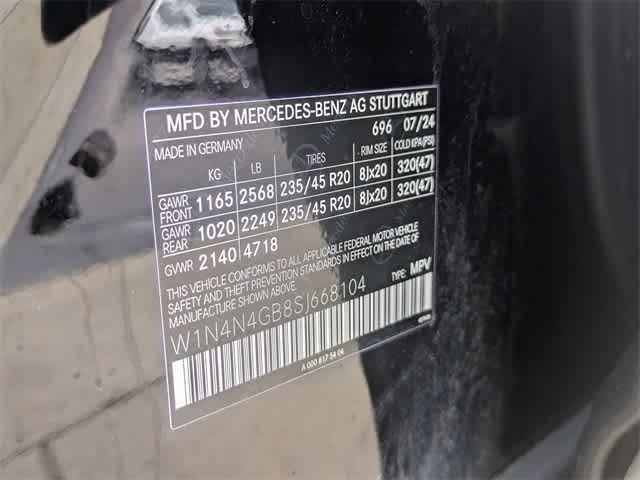 MFD BY MERCEDES-BENZ AG STUTTGART
MADE IN GERMANY 696 07/24
KG LB TIRES RIM SIZE COLD KPA(PSI)
GAWR FRONT 1165 2568 235/45 R20 8Jx20 320(47)
GAWR REAR 1020 2249 235/45 R20 8Jx20 320(47)
GVWR 2140 4718
THIS VEHICLE CONFORMS TO ALL APPLICABLE FEDERAL MOTOR VEHICLE
SAFETY AND THEFT PREVENTION STANDARDS IN EFFECT ON THE DATE OF
MANUFACTURE SHOWN ABOVE. TYPE: MPV
W1N4N4GB8SJ668104
A 000 817 54 04